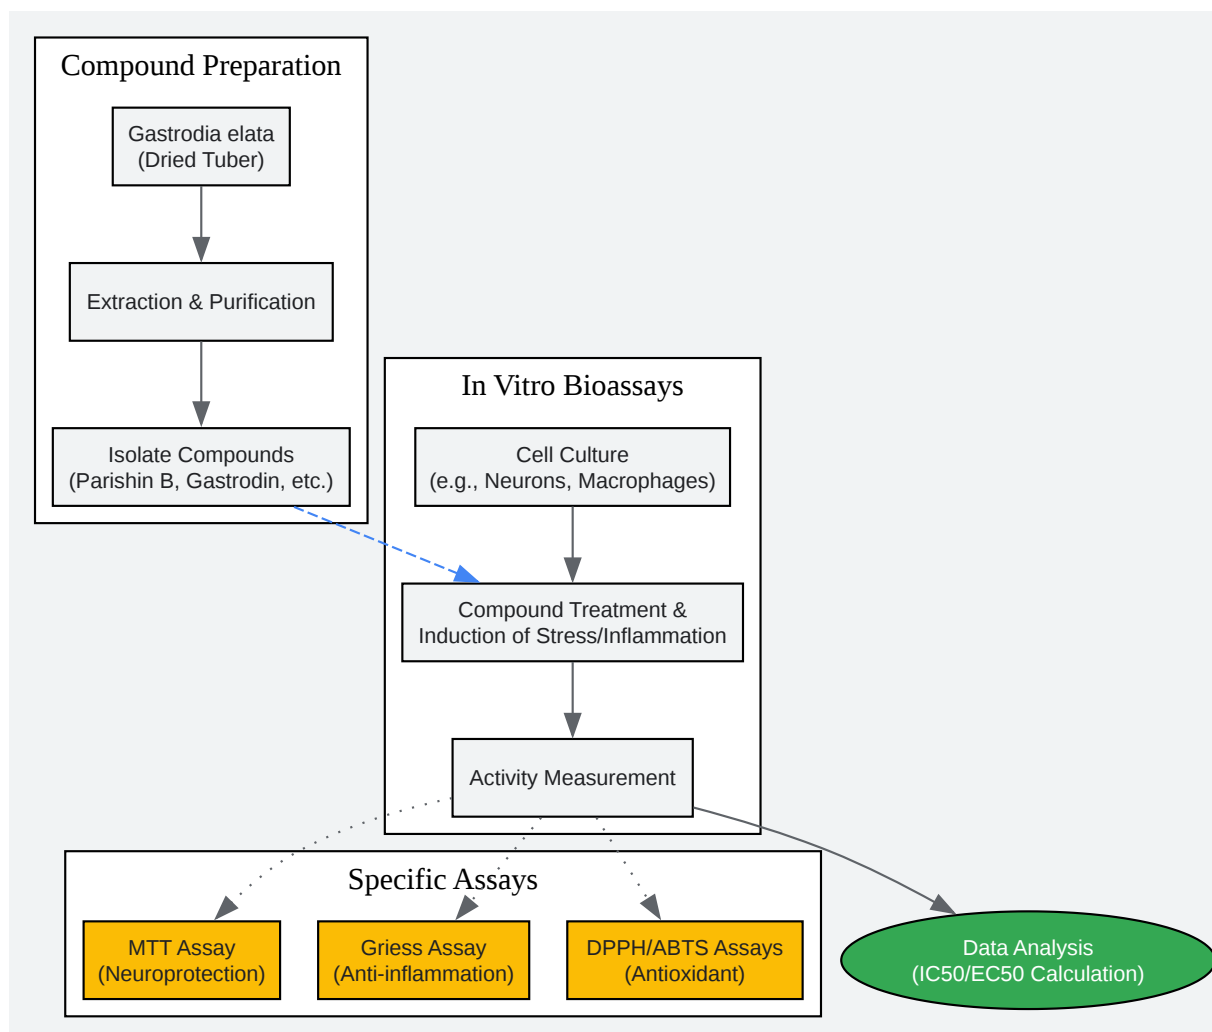 Compound Preparation
Gastrodia elata
(Dried Tuber)
Extraction & Purification
Isolate Compounds
(Parishin B, Gastrodin, etc.)
In Vitro Bioassays
Cell Culture
(e.g., Neurons, Macrophages)
Compound Treatment &
Induction of Stress/Inflammation
Activity Measurement
Specific Assays
MTT Assay
(Neuroprotection)
Griess Assay
(Anti-inflammation)
DPPH/ABTS Assays
(Antioxidant)
Data Analysis
(IC50/EC50 Calculation)